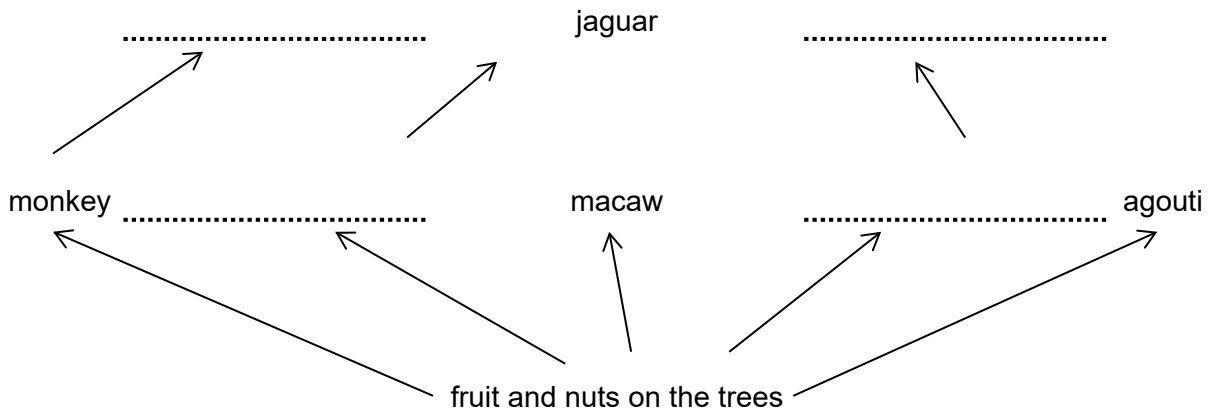 jaguar
monkey ........................................ macaw ........................................ agouti
fruit and nuts on the trees